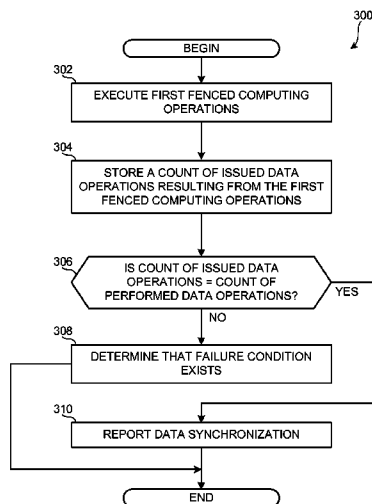 300
BEGIN
302
EXECUTE FIRST FENCED COMPUTING
OPERATIONS
304
STORE A COUNT OF ISSUED DATA
OPERATIONS RESULTING FROM THE FIRST
FENCED COMPUTING OPERATIONS
306
IS COUNT OF ISSUED DATA
OPERATIONS = COUNT OF
PERFORMED DATA OPERATIONS?
YES
NO
308
DETERMINE THAT FAILURE CONDITION
EXISTS
310
REPORT DATA SYNCHRONIZATION
END